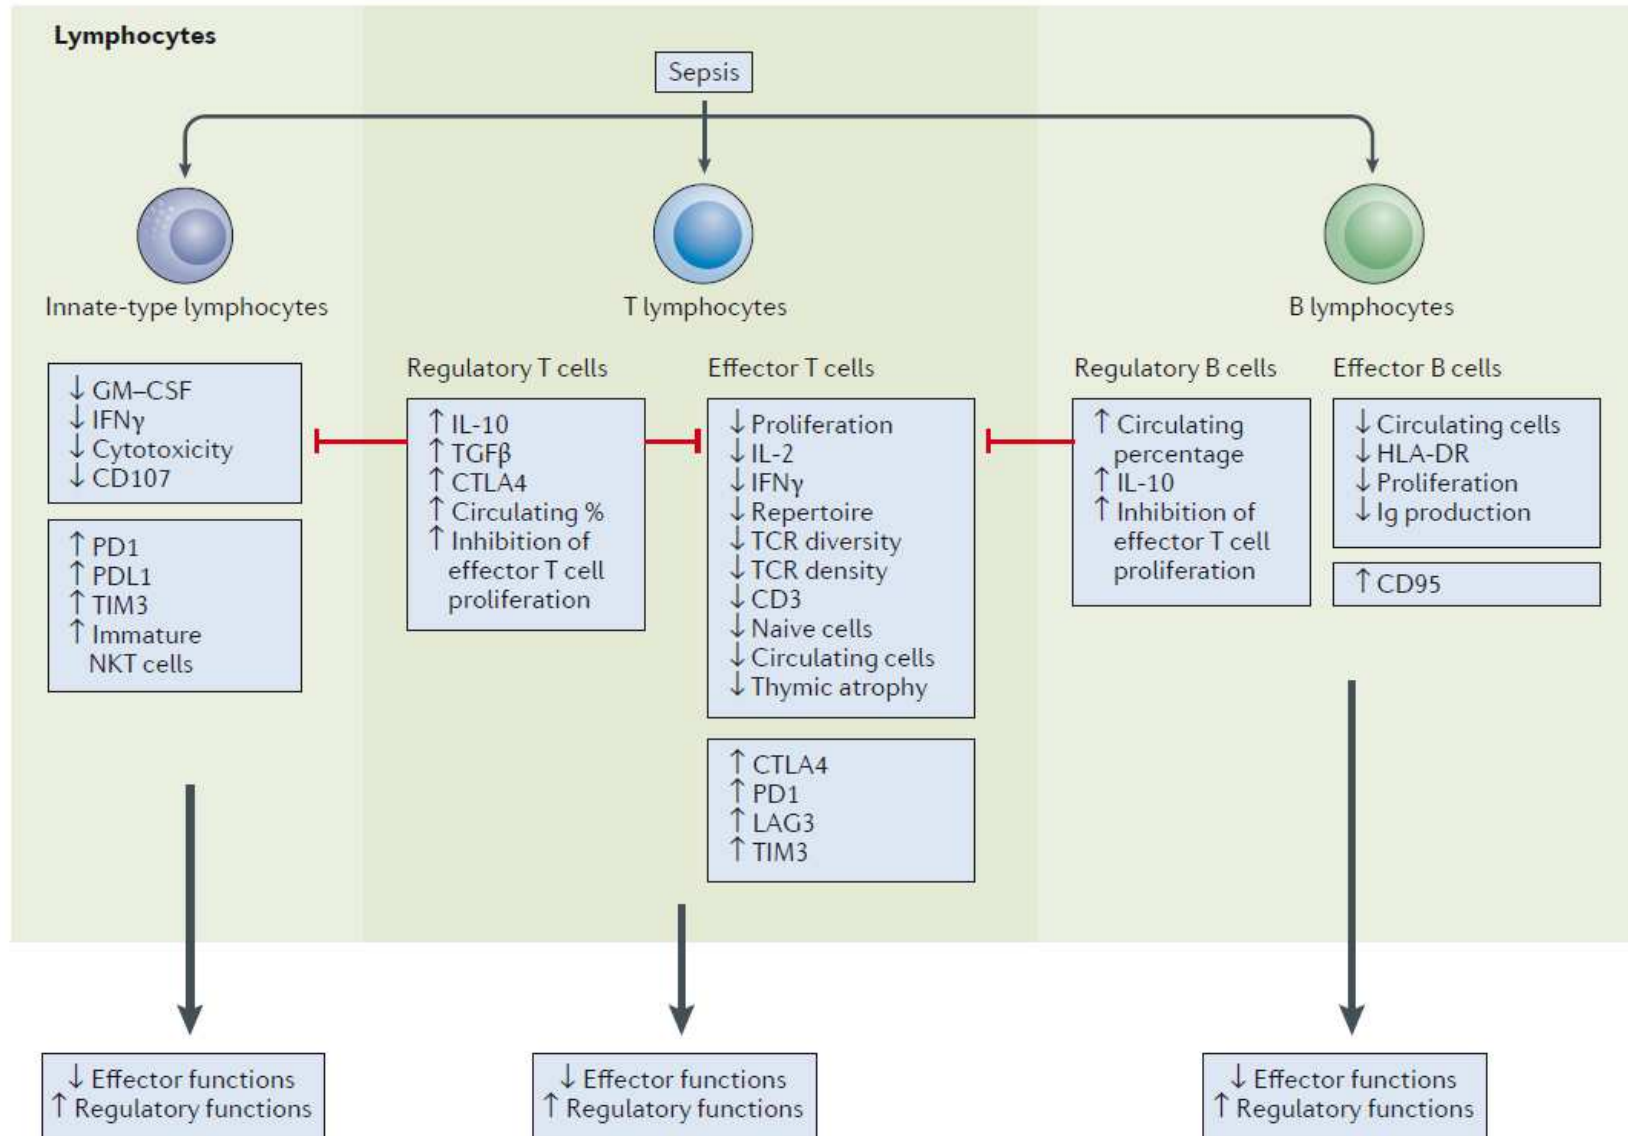 Lymphocytes
Sepsis
Innate-type lymphocytes
T lymphocytes
B lymphocytes
↓ GM–CSF
↓ IFNγ
↓ Cytotoxicity
↓ CD107
↑ PD1
↑ PDL1
↑ TIM3
↑ Immature
NKT cells
Regulatory T cells
↑ IL-10
↑ TGFβ
↑ CTLA4
↑ Circulating %
↑ Inhibition of
effector T cell
proliferation
Effector T cells
↓ Proliferation
↓ IL-2
↓ IFNγ
↓ Repertoire
↓ TCR diversity
↓ TCR density
↓ CD3
↓ Naive cells
↓ Circulating cells
↓ Thymic atrophy
↑ CTLA4
↑ PD1
↑ LAG3
↑ TIM3
Regulatory B cells
↑ Circulating
percentage
↑ IL-10
↑ Inhibition of
effector T cell
proliferation
Effector B cells
↓ Circulating cells
↓ HLA-DR
↓ Proliferation
↓ Ig production
↑ CD95
↓ Effector functions
↑ Regulatory functions
↓ Effector functions
↑ Regulatory functions
↓ Effector functions
↑ Regulatory functions